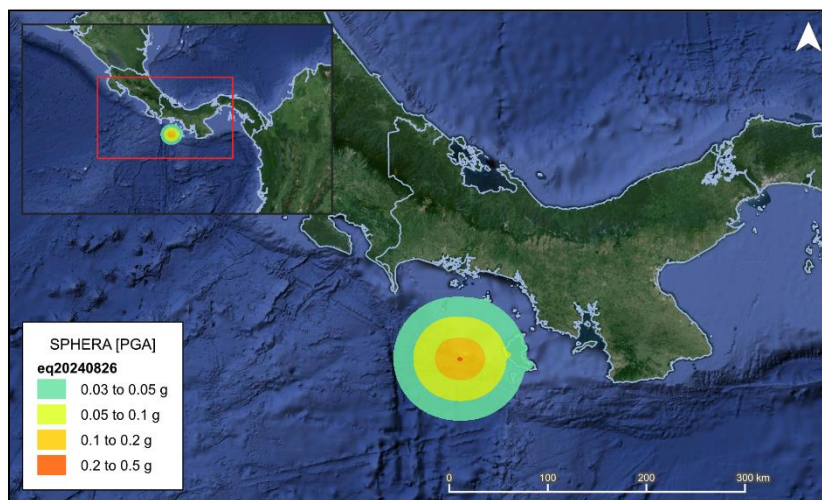 SPHERA [PGA]
eq20240826
0.03 to 0.05 g
0.05 to 0.1 g
0.1 to 0.2 g
0.2 to 0.5 g
0 100 200 300 km